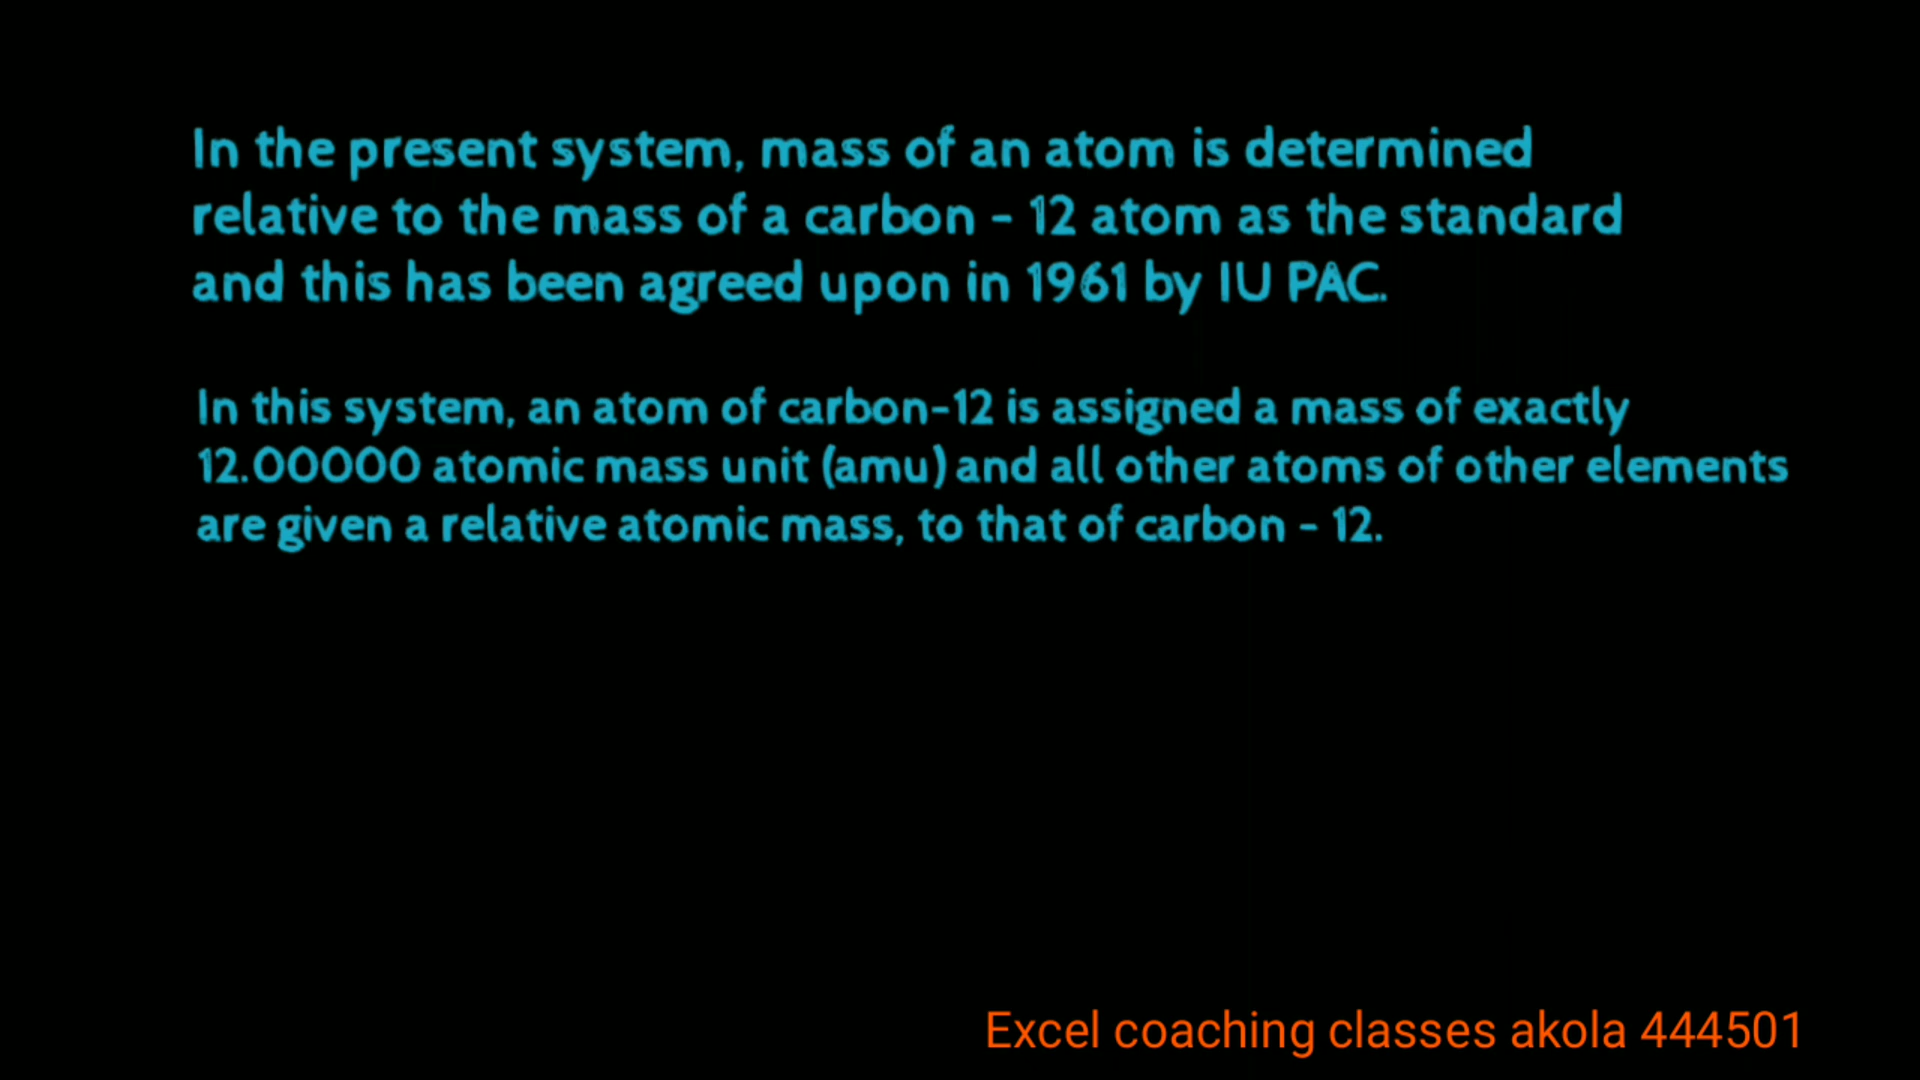 In the present system, mass of an atom is determined
relative to the mass of a carbon - 12 atom as the standard
and this has been agreed upon in 1961 by IU PAC.
In this system, an atom of carbon-12 is assigned a mass of exactly
12.00000 atomic mass unit (amu) and all other atoms of other elements
are given a relative atomic mass, to that of carbon - 12.
Excel coaching classes akola 444501